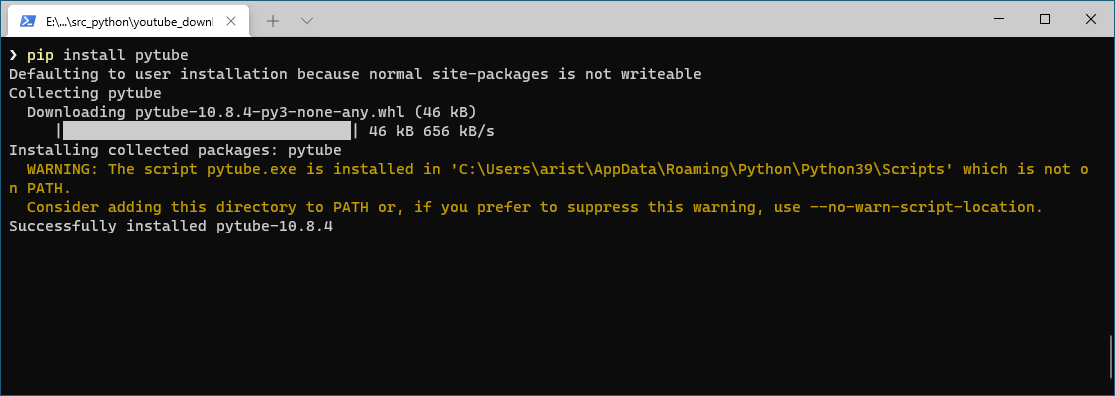 E:\...\src_python\youtube_downl
❯ pip install pytube
Defaulting to user installation because normal site-packages is not writeable
Collecting pytube
  Downloading pytube-10.8.4-py3-none-any.whl (46 kB)
     |████████████████████████████████| 46 kB 656 kB/s
Installing collected packages: pytube
  WARNING: The script pytube.exe is installed in 'C:\Users\arist\AppData\Roaming\Python\Python39\Scripts' which is not o
n PATH.
  Consider adding this directory to PATH or, if you prefer to suppress this warning, use --no-warn-script-location.
Successfully installed pytube-10.8.4